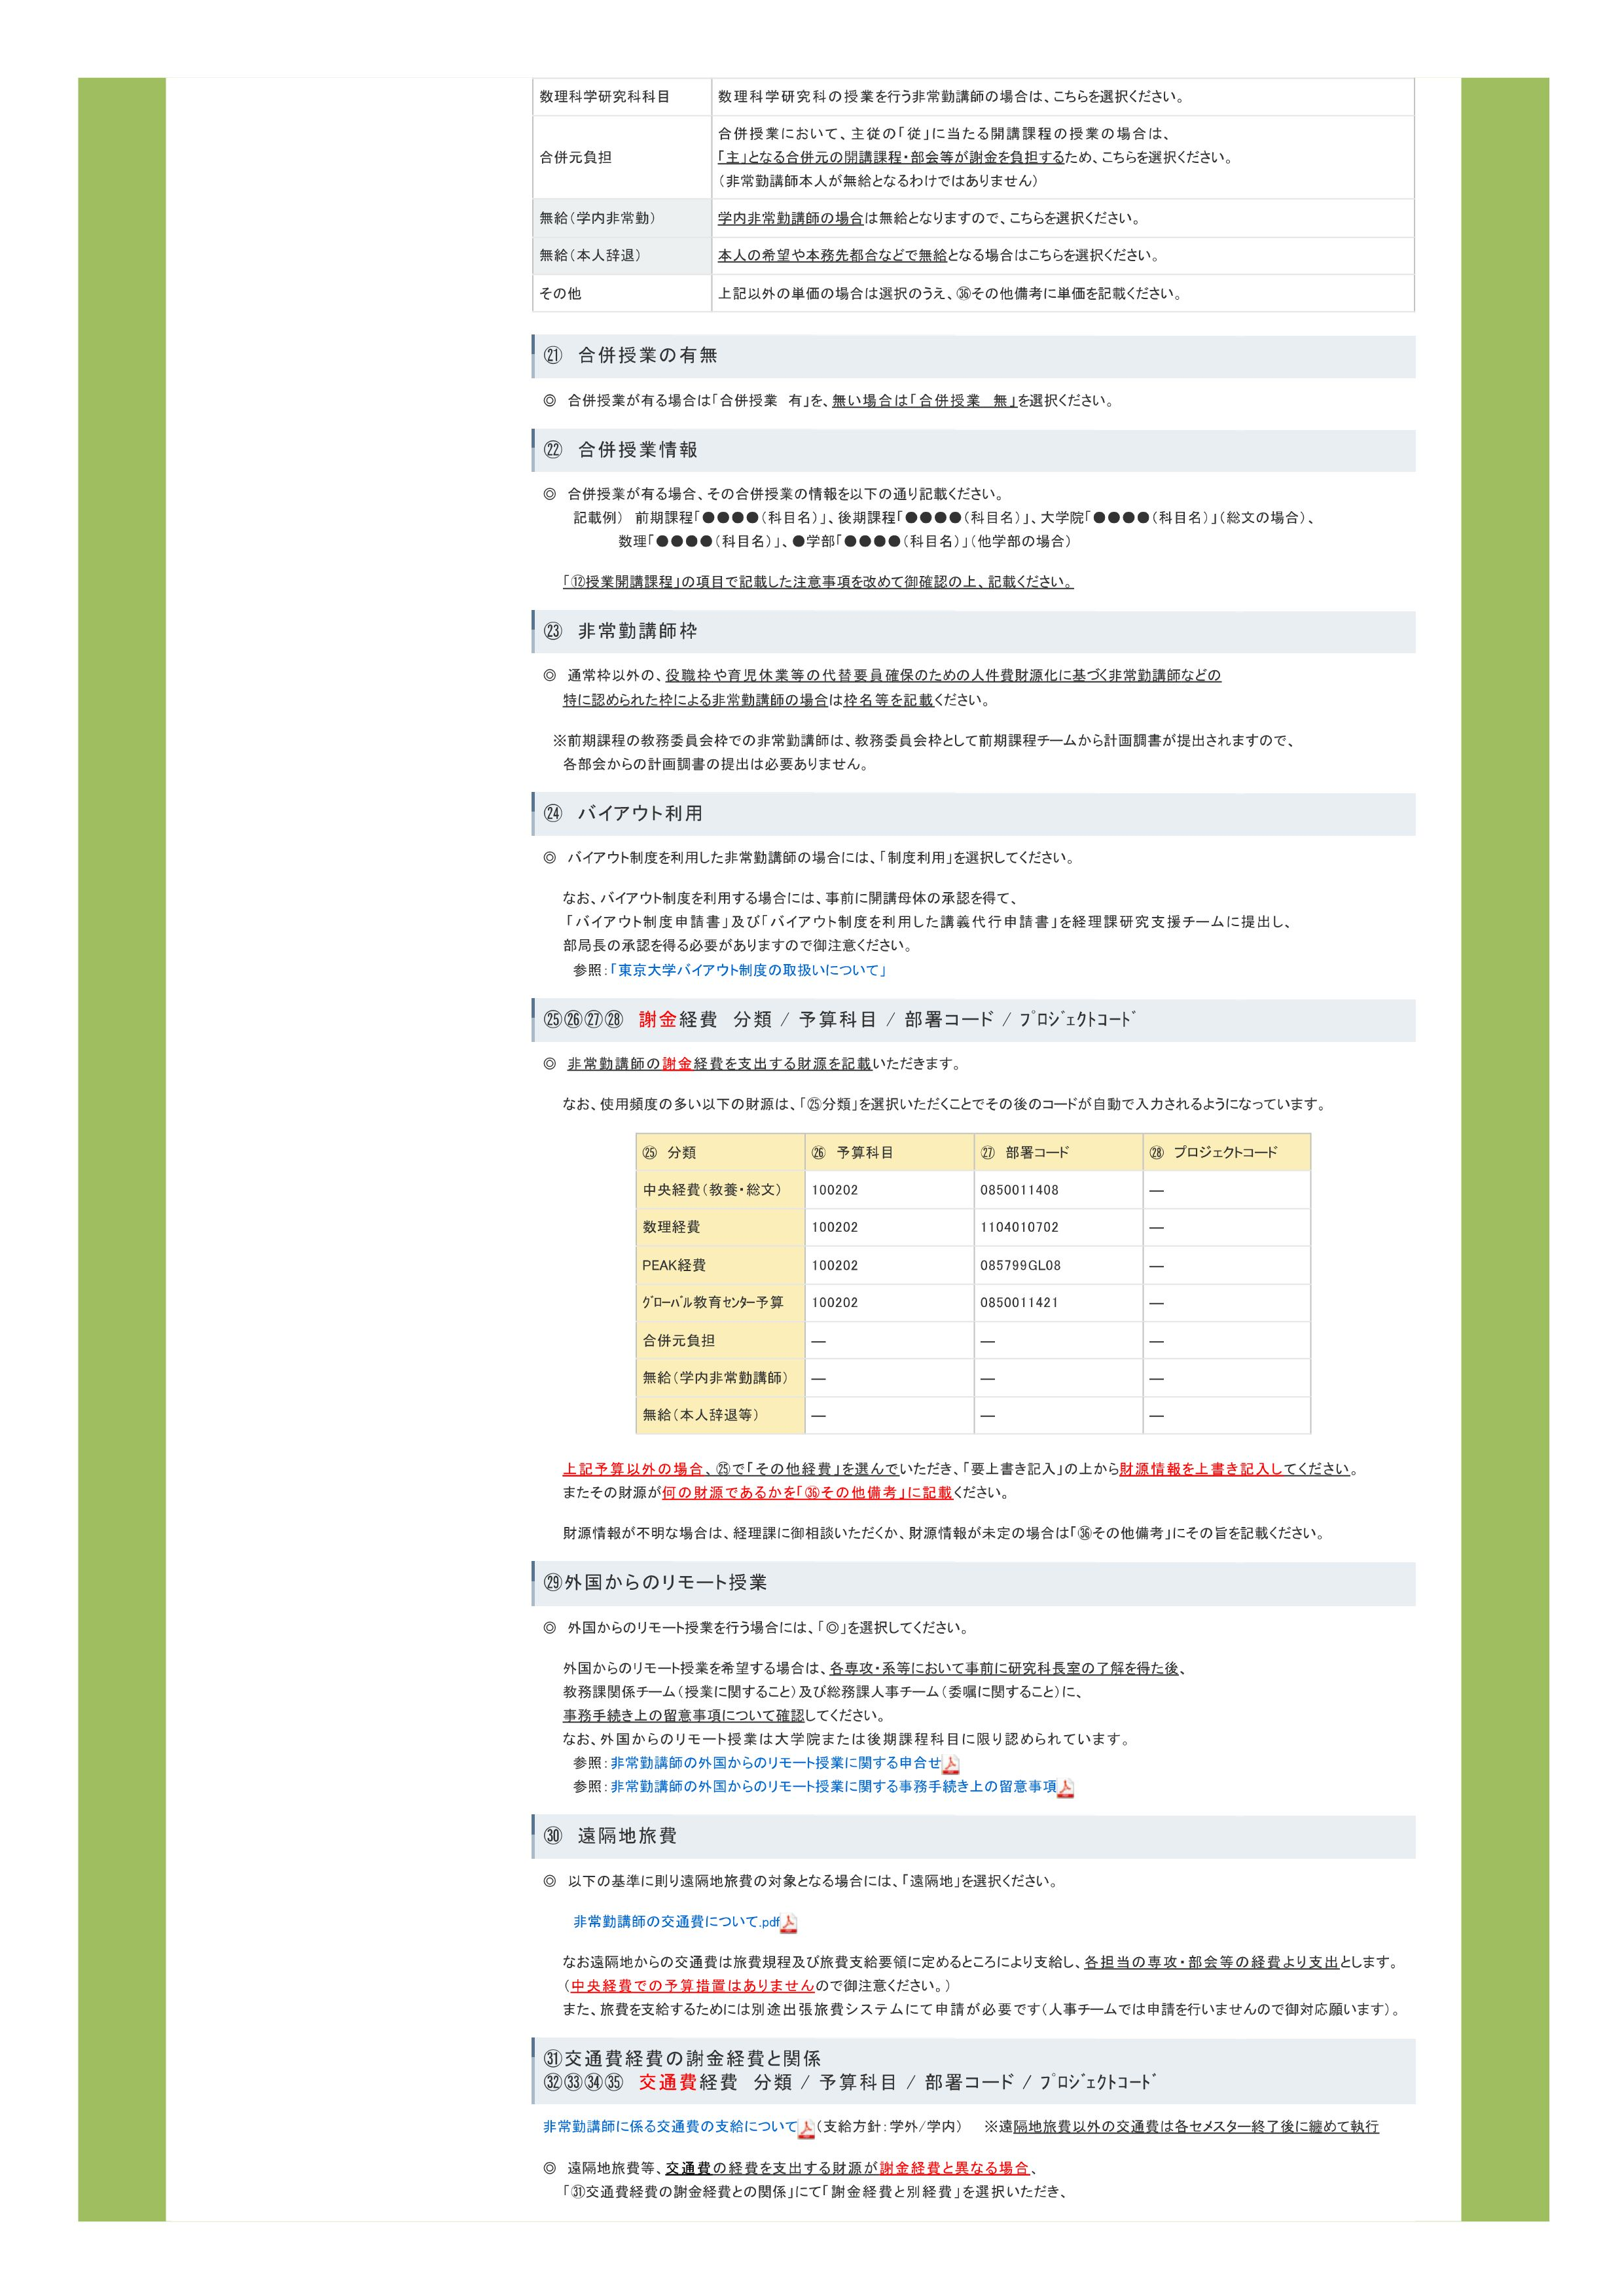 数理科学研究科科目　数理科学研究科の授業を行う非常勤講師の場合は、こちらを選択ください。
合併授業において、主従の「従」に当たる開講課程の授業の場合は、
合併元負担　「主」となる合併元の開講課程・部会等が謝金を負担するため、こちらを選択ください。
（非常勤講師本人が無給となるわけではありません）
無給（学内非常勤）　学内非常勤講師の場合は無給となりますので、こちらを選択ください。
無給（本人辞退）　本人の希望や本務先都合などで無給となる場合はこちらを選択ください。
その他　上記以外の単価の場合は選択のうえ、㊱その他備考に単価を記載ください。
㉑　合併授業の有無
◎　合併授業が有る場合は「合併授業　有」を、無い場合は「合併授業　無」を選択ください。
㉒　合併授業情報
◎　合併授業が有る場合、その合併授業の情報を以下の通り記載ください。
記載例）　前期課程「●●●●（科目名）」、後期課程「●●●●（科目名）」、大学院「●●●●（科目名）」（総文の場合）、
数理「●●●●（科目名）」、●学部「●●●●（科目名）」（他学部の場合）
「⑫授業開講課程」の項目で記載した注意事項を改めて御確認の上、記載ください。
㉓　非常勤講師枠
◎　通常枠以外の、役職枠や育児休業等の代替要員確保のための人件費財源化に基づく非常勤講師などの
特に認められた枠による非常勤講師の場合は枠名等を記載ください。
※前期課程の教務委員会枠での非常勤講師は、教務委員会枠として前期課程チームから計画調書が提出されますので、
各部会からの計画調書の提出は必要ありません。
㉔　バイアウト利用
◎　バイアウト制度を利用した非常勤講師の場合には、「制度利用」を選択してください。
なお、バイアウト制度を利用する場合には、事前に開講母体の承認を得て、
「バイアウト制度申請書」及び「バイアウト制度を利用した講義代行申請書」を経理課研究支援チームに提出し、
部局長の承認を得る必要がありますので御注意ください。
参照：「東京大学バイアウト制度の取扱いについて」
㉕㉖㉗㉘　謝金経費　分類 / 予算科目 / 部署コード / ﾌﾟﾛｼﾞｪｸﾄｺｰﾄﾞ
◎　非常勤講師の謝金経費を支出する財源を記載いただきます。
なお、使用頻度の多い以下の財源は、「㉕分類」を選択いただくことでその後のコードが自動で入力されるようになっています。
㉕　分類　㉖　予算科目　㉗　部署コード　㉘　プロジェクトコード
中央経費（教養・総文）　100202　0850011408　―
数理経費　100202　1104010702　―
PEAK経費　100202　085799GL08　―
ｸﾞﾛｰﾊﾞﾙ教育ｾﾝﾀｰ予算　100202　0850011421　―
合併元負担　―　―　―
無給（学内非常勤講師）　―　―　―
無給（本人辞退等）　―　―　―
上記予算以外の場合、㉕で「その他経費」を選んでいただき、「要上書き記入」の上から財源情報を上書き記入してください。
またその財源が何の財源であるかを「㊱その他備考」に記載ください。
財源情報が不明な場合は、経理課に御相談いただくか、財源情報が未定の場合は「㊱その他備考」にその旨を記載ください。
㉙外国からのリモート授業
◎　外国からのリモート授業を行う場合には、「◎」を選択してください。
外国からのリモート授業を希望する場合は、各専攻・系等において事前に研究科長室の了解を得た後、
教務課関係チーム（授業に関すること）及び総務課人事チーム（委嘱に関すること）に、
事務手続き上の留意事項について確認してください。
なお、外国からのリモート授業は大学院または後期課程科目に限り認められています。
参照：非常勤講師の外国からのリモート授業に関する申合せ
参照：非常勤講師の外国からのリモート授業に関する事務手続き上の留意事項
㉚　遠隔地旅費
◎　以下の基準に則り遠隔地旅費の対象となる場合には、「遠隔地」を選択ください。
非常勤講師の交通費について.pdf
なお遠隔地からの交通費は旅費規程及び旅費支給要領に定めるところにより支給し、各担当の専攻・部会等の経費より支出とします。
（中央経費での予算措置はありませんので御注意ください。）
また、旅費を支給するためには別途出張旅費システムにて申請が必要です（人事チームでは申請を行いませんので御対応願います）。
㉛交通費経費の謝金経費と関係
㉜㉝㉞㉟　交通費経費　分類 / 予算科目 / 部署コード / ﾌﾟﾛｼﾞｪｸﾄｺｰﾄﾞ
非常勤講師に係る交通費の支給について（支給方針：学外/学内）　※遠隔地旅費以外の交通費は各セメスター終了後に纏めて執行
◎　遠隔地旅費等、交通費の経費を支出する財源が謝金経費と異なる場合、
「㉛交通費経費の謝金経費との関係」にて「謝金経費と別経費」を選択いただき、